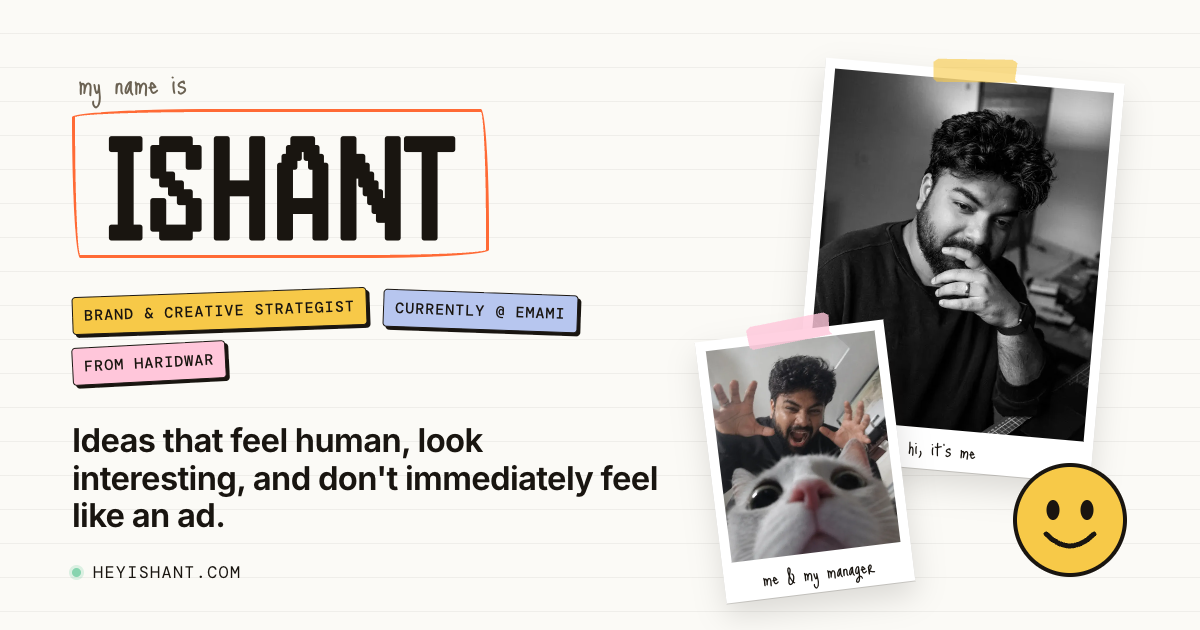 my name is
ISHANT
BRAND & CREATIVE STRATEGIST
CURRENTLY @ EMAMI
FROM HARIDWAR
Ideas that feel human, look
interesting, and don't immediately feel
like an ad.
HEYISHANT.COM
hi, it's me
me & my manager